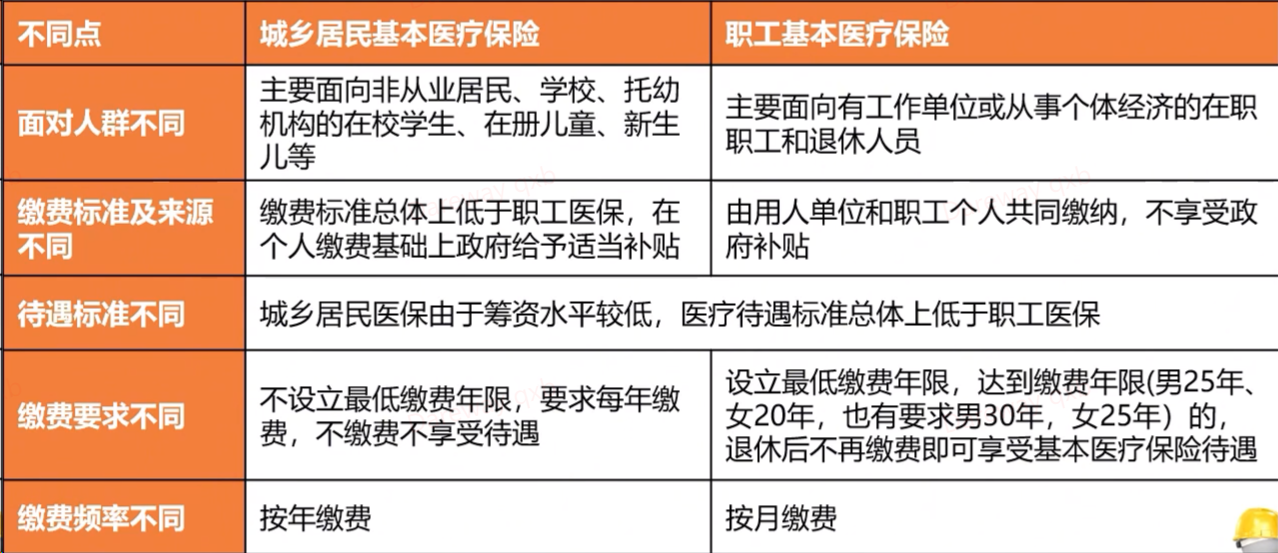 不同点
城乡居民基本医疗保险
职工基本医疗保险
面对人群不同
主要面向非从业居民、学校、托幼
机构的在校学生、在册儿童、新生
儿等
主要面向有工作单位或从事个体经济的在职
职工和退休人员
缴费标准及来源
不同
缴费标准总体上低于职工医保，在
个人缴费基础上政府给予适当补贴
由用人单位和职工个人共同缴纳，不享受政
府补贴
待遇标准不同
城乡居民医保由于筹资水平较低，医疗待遇标准总体上低于职工医保
缴费要求不同
不设立最低缴费年限，要求每年缴
费，不缴费不享受待遇
设立最低缴费年限，达到缴费年限(男25年、
女20年，也有要求男30年，女25年）的，
退休后不再缴费即可享受基本医疗保险待遇
缴费频率不同
按年缴费
按月缴费